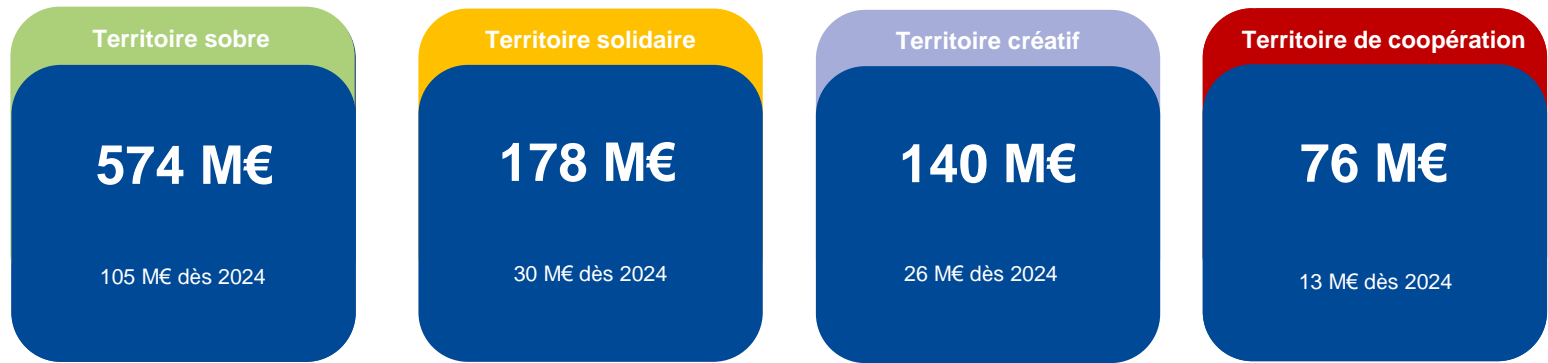 Territoire sobre
574 M€
105 M€ dès 2024
Territoire solidaire
178 M€
30 M€ dès 2024
Territoire créatif
140 M€
26 M€ dès 2024
Territoire de coopération
76 M€
13 M€ dès 2024